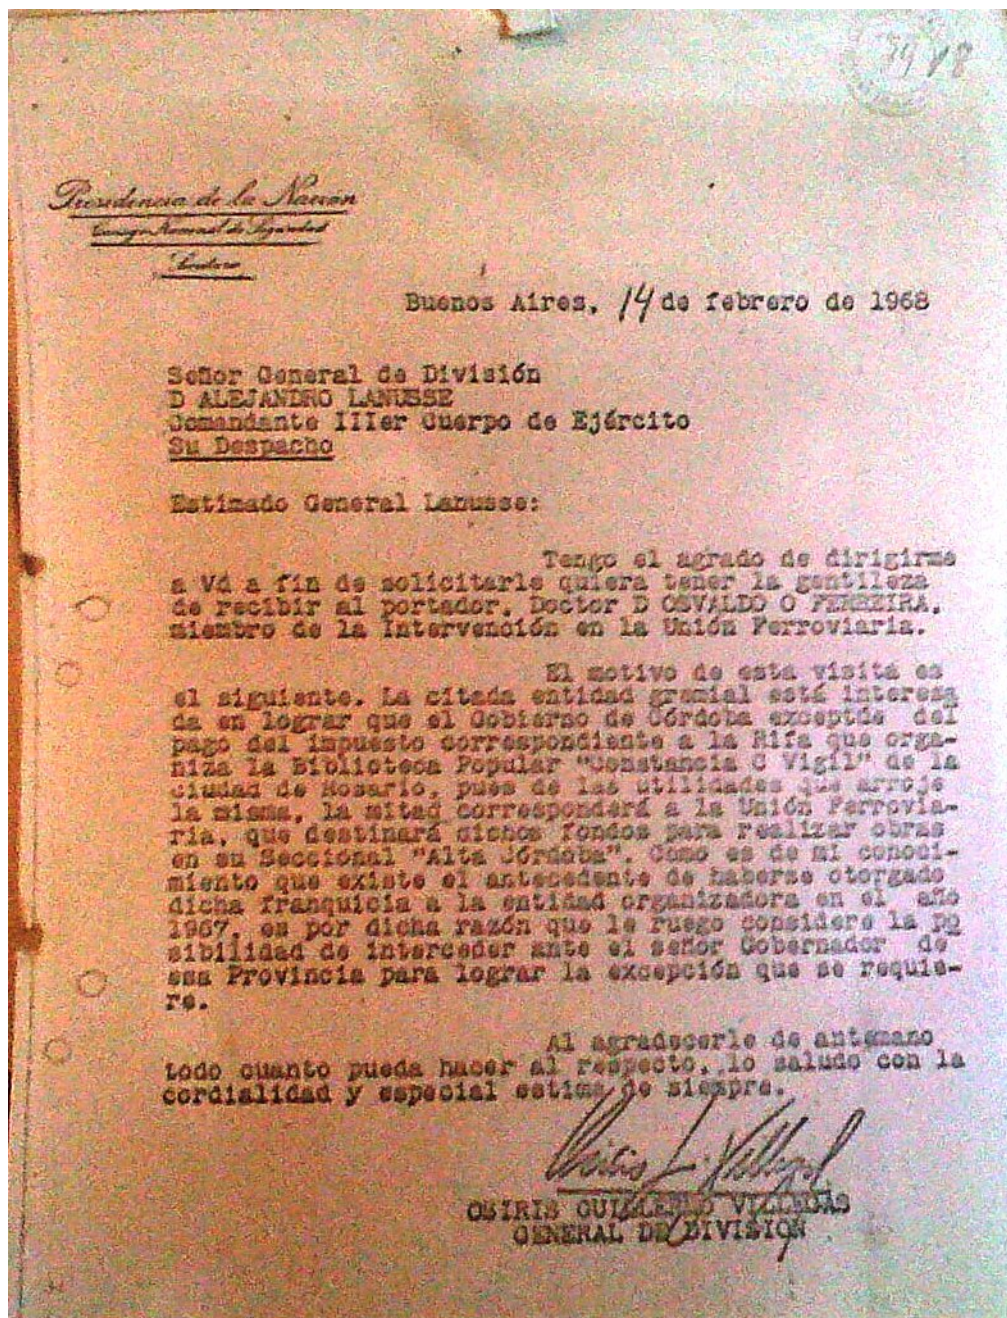 Presidencia de la Nación
Consejo Nacional de Seguridad
Buenos Aires, 14 de febrero de 1968
Señor General de División
D ALEJANDRO LANUSSE
Comandante IIIer Cuerpo de Ejército
Su Despacho
Estimado General Lanusse:
Tengo el agrado de dirigirme
a Vd a fin de solicitarle quiera tener la gentileza
de recibir al portador, Doctor D OSVALDO O FERREIRA,
miembro de la Intervención en la Unión Ferroviaria.
El motivo de esta visita es
el siguiente. La citada entidad gremial está interesa
da en lograr que el Gobierno de Córdoba exceptúe del
pago del impuesto correspondiente a la Rifa que orga-
niza la Biblioteca Popular "Constancia C Vigil" de la
ciudad de Rosario, pues de las utilidades que arroje
la misma, la mitad corresponderá a la Unión Ferrovia-
ria, que destinará dichos fondos para realizar obras
en su Seccional "Alta Córdoba". Como es de mi conoci-
miento que existe el antecedente de haberse otorgado
dicha franquicia a la entidad organizadora en el año
1967, es por dicha razón que le ruego considere la po
sibilidad de interceder ante el señor Gobernador de
esa Provincia para lograr la excepción que se requie-
re.
Al agradecerle de antemano
todo cuanto pueda hacer al respecto, lo saludo con la
cordialidad y especial estima de siempre.
OSIRIS GUILLERMO VILLEGAS
GENERAL DE DIVISION